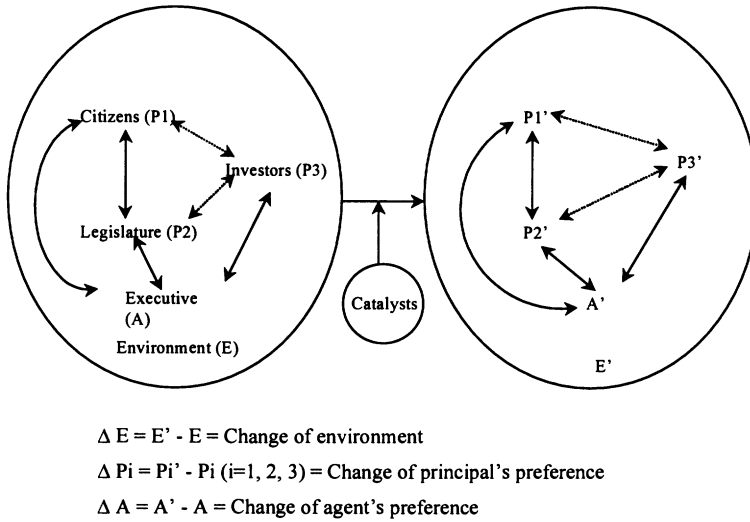 Citizens (P1)
Investors (P3)
Legislature (P2)
Executive
(A)
Environment (E)
Catalysts
P1’
P3’
P2’
A’
E’
Δ E = E’ - E = Change of environment
Δ Pi = Pi’ - Pi (i=1, 2, 3) = Change of principal’s preference
Δ A = A’ - A = Change of agent’s preference